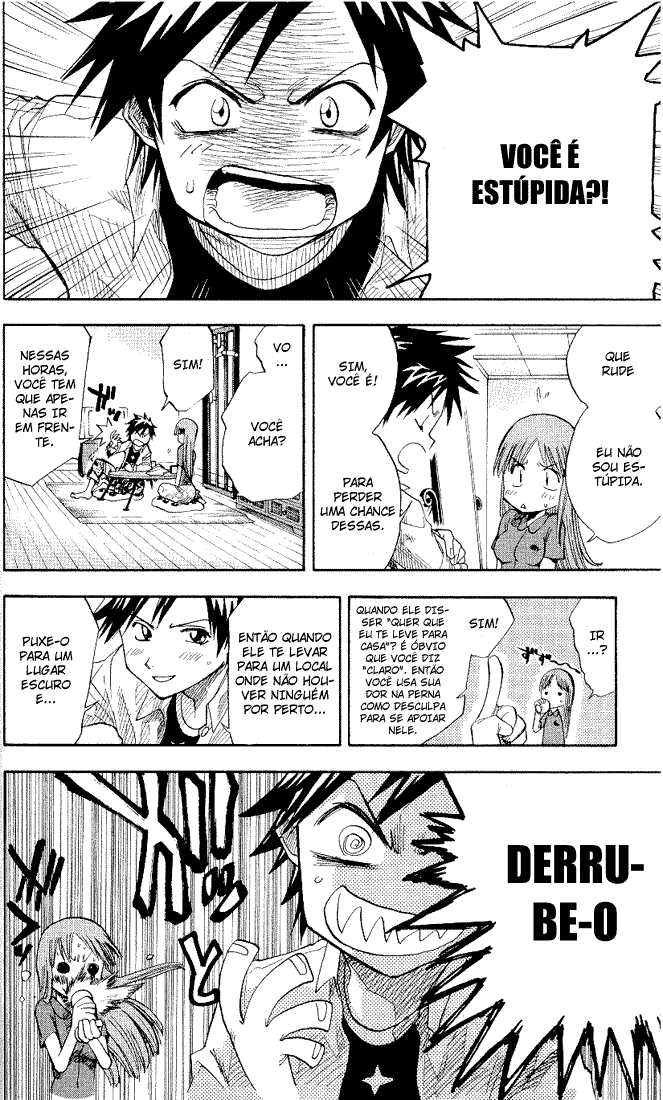 VOCÊ É
ESTÚPIDA?!
QUE
RUDE
EU NÃO
SOU ES-
TÚPIDA.
SIM,
VOCÊ É!
PARA
PERDER
UMA CHANCE
DESSAS.
VO
...
VOCÊ
ACHA?
SIM!
NESSAS
HORAS,
VOCÊ TEM
QUE APE-
NAS IR
EM FREN-
TE.
IR
...?
SIM!
QUANDO ELE DIS-
SER "QUER QUE
EU TE LEVE PARA
CASA"? É ÓBVIO
QUE VOCÊ DIZ
"CLARO". ENTÃO
VOCÊ USA SUA
DOR NA PERNA
COMO DESCULPA
PARA SE APOIAR
NELE.
ENTÃO QUANDO
ELE TE LEVAR
PARA UM LOCAL
ONDE NÃO HOU-
VER NINGUÉM
POR PERTO...
PUXE-O
PARA UM
LUGAR
ESCURO
E...
DERRU-
BE-O